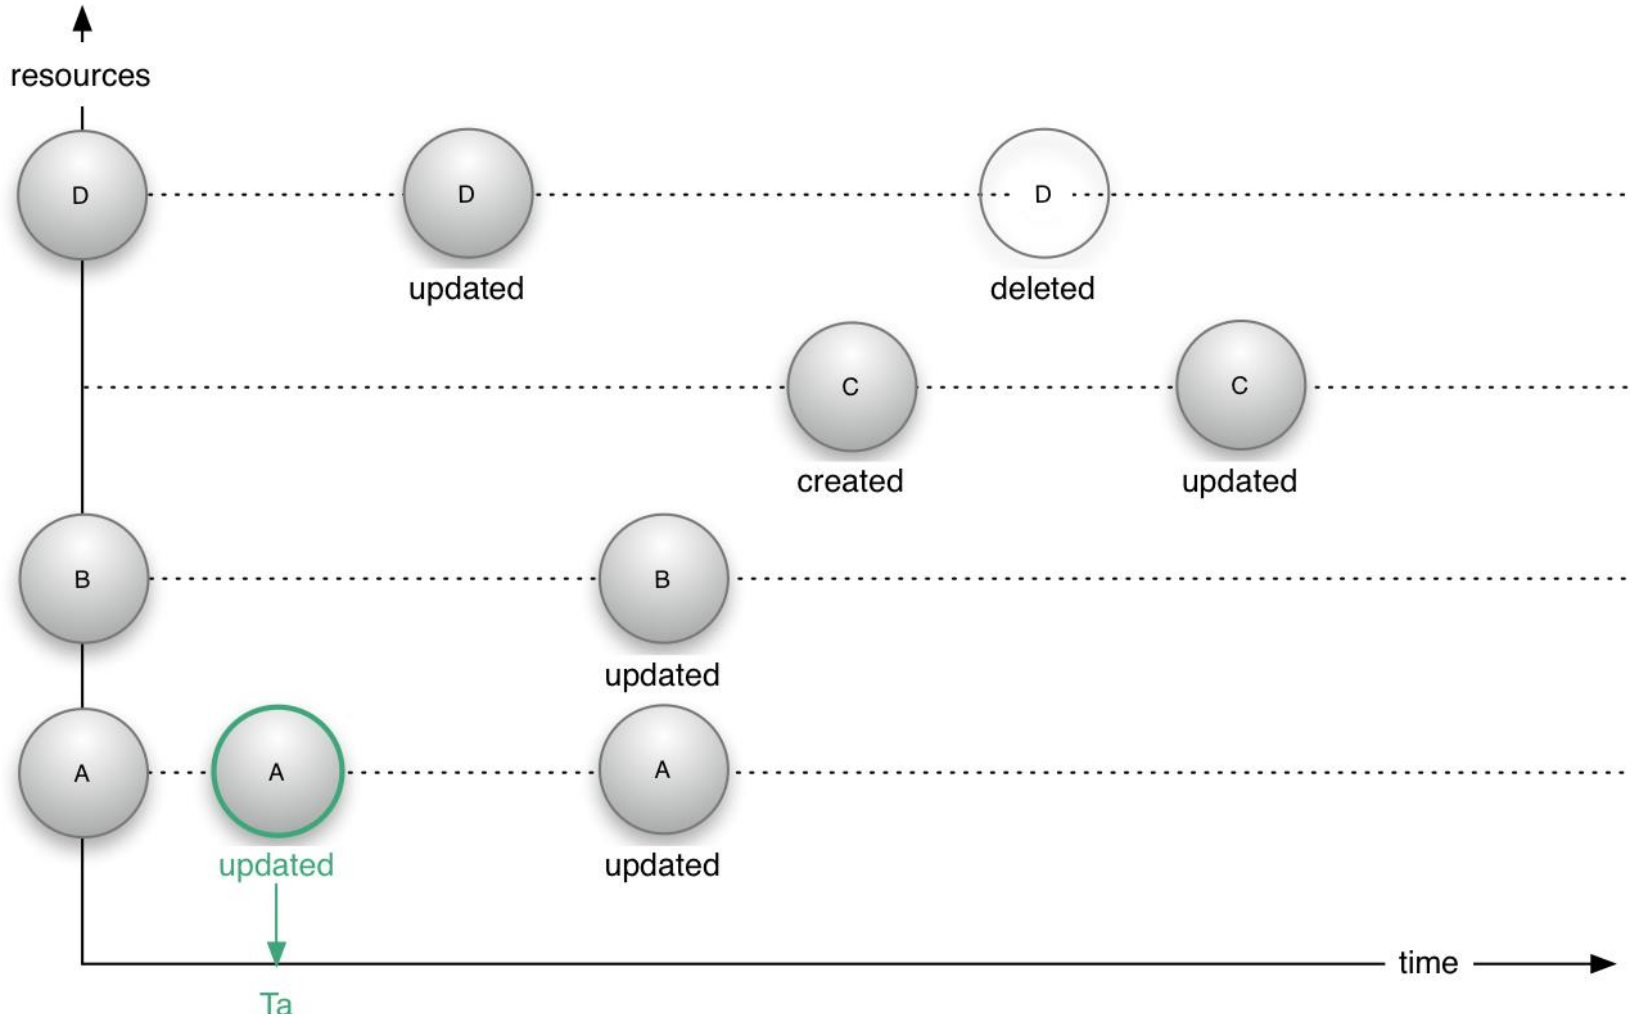 resources
D D D
updated deleted
C C
created updated
B B
updated
A A A
updated updated
time
Ta